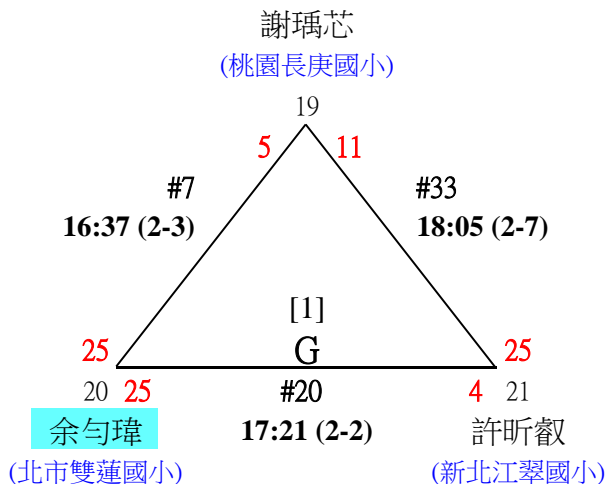 謝瑀芯
(桃園長庚國小)
19
5 11
#7 #33
16:37 (2-3) 18:05 (2-7)
[1]
25 G 25
20 25 #20 4 21
余勻瑋 17:21 (2-2) 許昕叡
(北市雙蓮國小) (新北江翠國小)